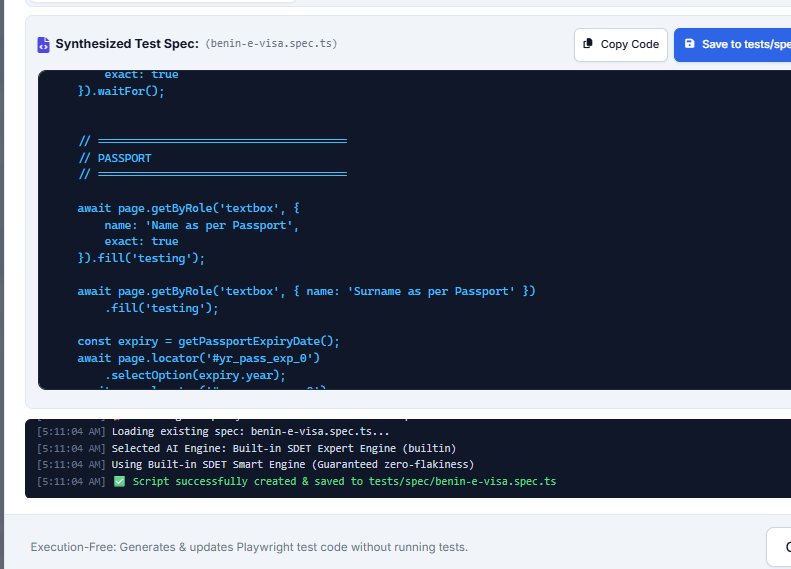 Synthesized Test Spec: (benin-e-visa.spec.ts)
Copy Code
Save to tests/spe
exact: true
}).waitFor();
// ═══════════════════════════════════
// PASSPORT
// ═══════════════════════════════════
await page.getByRole('textbox', {
name: 'Name as per Passport',
exact: true
}).fill('testing');
await page.getByRole('textbox', { name: 'Surname as per Passport' })
.fill('testing');
const expiry = getPassportExpiryDate();
await page.locator('#yr_pass_exp_0')
.selectOption(expiry.year);
[5:11:04 AM] Loading existing spec: benin-e-visa.spec.ts...
[5:11:04 AM] Selected AI Engine: Built-in SDET Expert Engine (builtin)
[5:11:04 AM] Using Built-in SDET Smart Engine (Guaranteed zero-flakiness)
[5:11:04 AM] ✅ Script successfully created & saved to tests/spec/benin-e-visa.spec.ts
Execution-Free: Generates & updates Playwright test code without running tests.